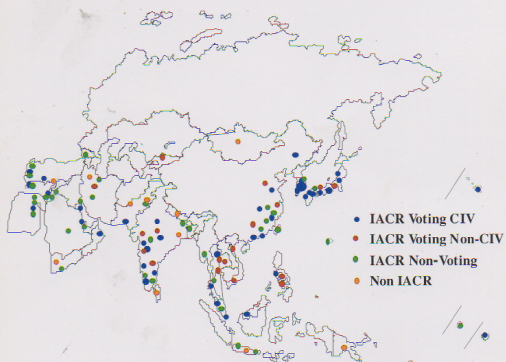 IACR Voting CIV
IACR Voting Non-CIV
IACR Non-Voting
Non IACR